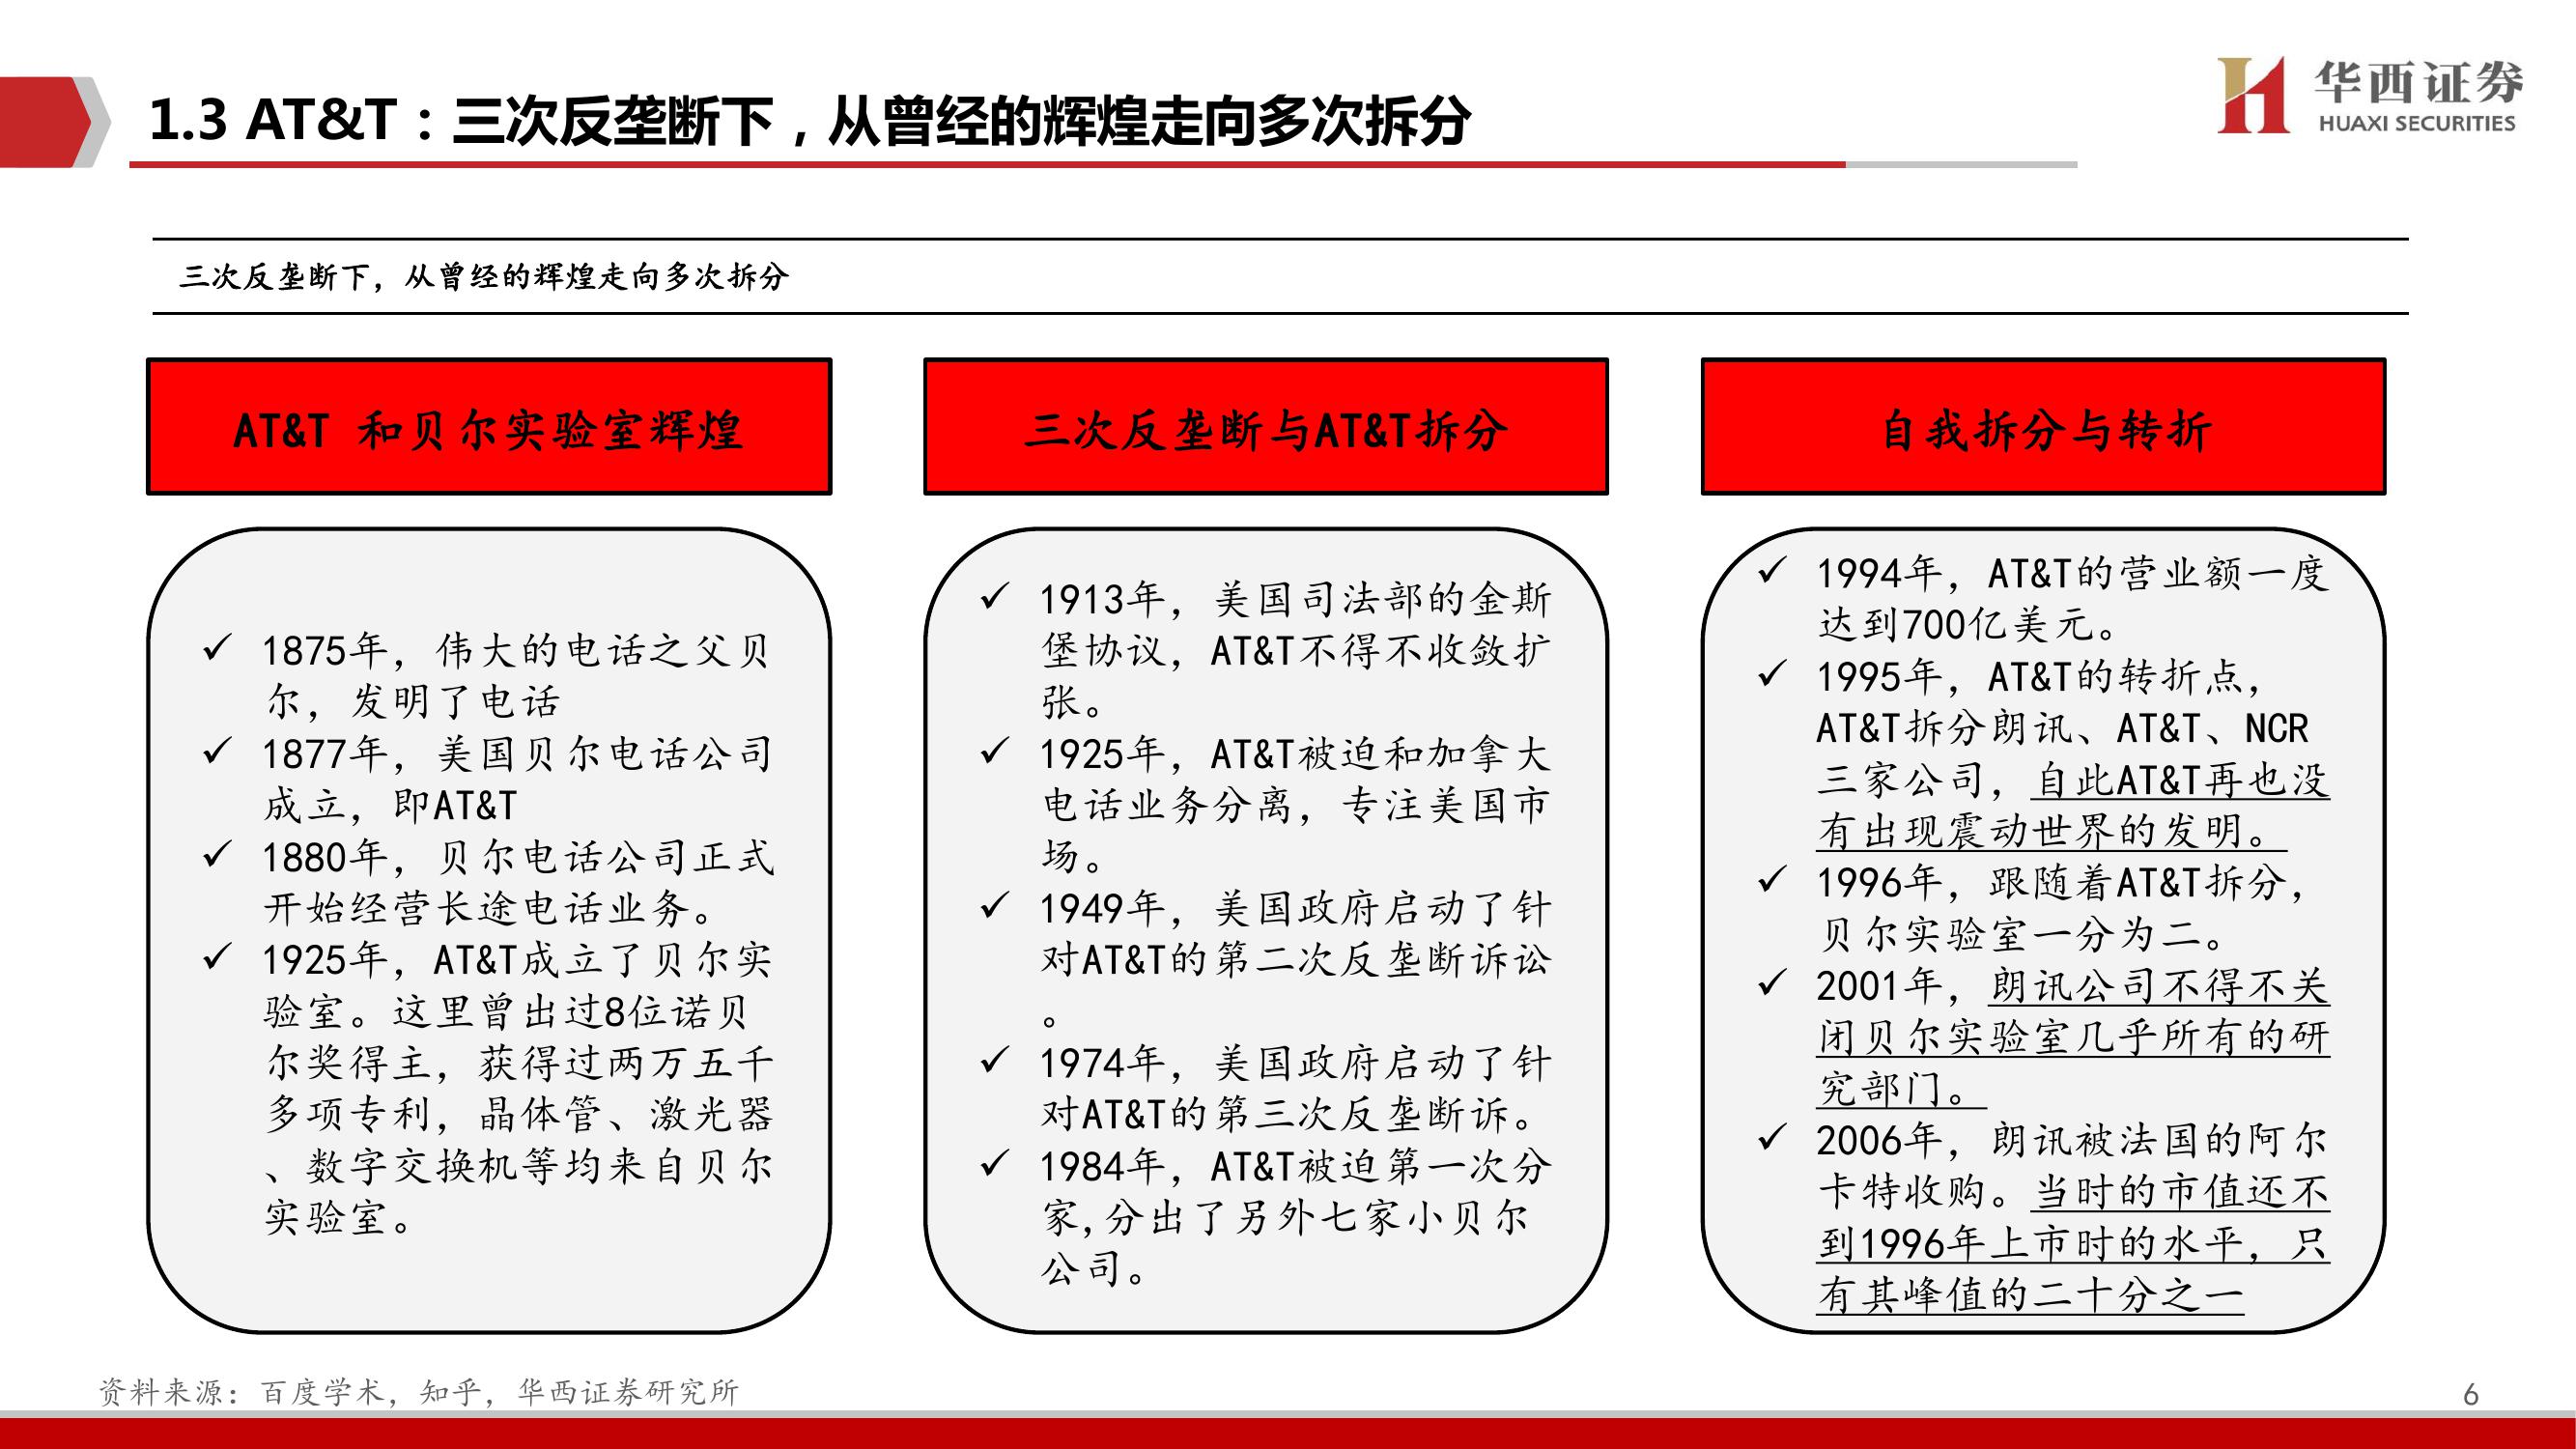 1.3 AT&T：三次反垄断下，从曾经的辉煌走向多次拆分
华西证券
HUAXI SECURITIES
三次反垄断下，从曾经的辉煌走向多次拆分
AT&T 和贝尔实验室辉煌
✓ 1875年，伟大的电话之父贝
尔，发明了电话
✓ 1877年，美国贝尔电话公司
成立，即AT&T
✓ 1880年，贝尔电话公司正式
开始经营长途电话业务。
✓ 1925年，AT&T成立了贝尔实
验室。这里曾出过8位诺贝
尔奖得主，获得过两万五千
多项专利，晶体管、激光器
、数字交换机等均来自贝尔
实验室。
三次反垄断与AT&T拆分
✓ 1913年，美国司法部的金斯
堡协议，AT&T不得不收敛扩
张。
✓ 1925年，AT&T被迫和加拿大
电话业务分离，专注美国市
场。
✓ 1949年，美国政府启动了针
对AT&T的第二次反垄断诉讼
。
✓ 1974年，美国政府启动了针
对AT&T的第三次反垄断诉。
✓ 1984年，AT&T被迫第一次分
家,分出了另外七家小贝尔
公司。
自我拆分与转折
✓ 1994年，AT&T的营业额一度
达到700亿美元。
✓ 1995年，AT&T的转折点，
AT&T拆分朗讯、AT&T、NCR
三家公司，自此AT&T再也没
有出现震动世界的发明。
✓ 1996年，跟随着AT&T拆分，
贝尔实验室一分为二。
✓ 2001年，朗讯公司不得不关
闭贝尔实验室几乎所有的研
究部门。
✓ 2006年，朗讯被法国的阿尔
卡特收购。当时的市值还不
到1996年上市时的水平，只
有其峰值的二十分之一
资料来源：百度学术，知乎，华西证券研究所
6